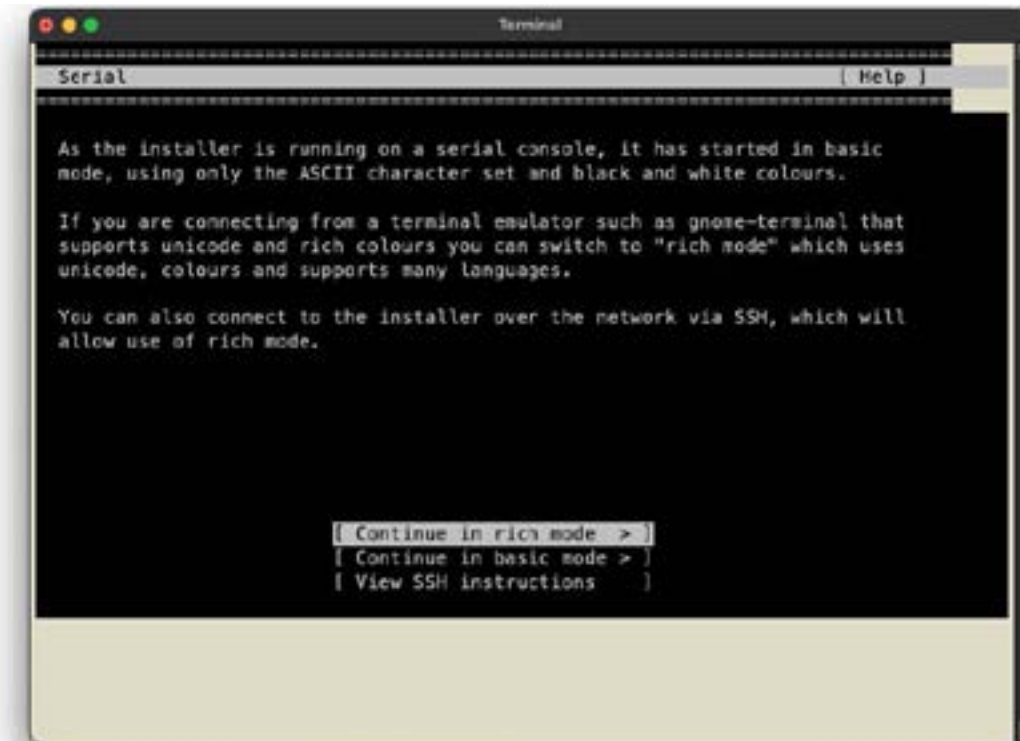 Terminal
Serial [ Help ]
As the installer is running on a serial console, it has started in basic
mode, using only the ASCII character set and black and white colours.
If you are connecting from a terminal emulator such as gnome-terminal that
supports unicode and rich colours you can switch to "rich mode" which uses
unicode, colours and supports many languages.
You can also connect to the installer over the network via SSH, which will
allow use of rich mode.
[ Continue in rich mode > ]
[ Continue in basic mode > ]
[ View SSH instructions ]